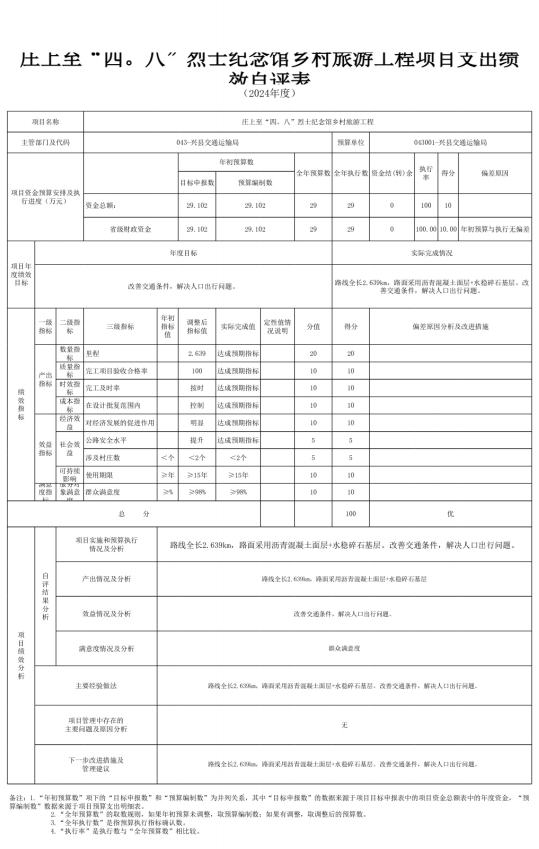 庄上至“四。八”烈士纪念馆乡村旅游工程项目支出绩
效自评表
（2024年度）
项目名称 庄上至“四。八”烈士纪念馆乡村旅游工程
主管部门及代码 043-兴县交通运输局 预算单位 043001-兴县交通运输局
项目资金预算安排及执行进度（万元） 年初预算数 全年预算数 全年执行数 资金结(转)余 执行率 得分 偏差原因
目标申报数 预算编制数
资金总额: 29.102 29.102 29 29 0 100 10
省级财政资金 29.102 29.102 29 29 0 100.00 10.00 年初预算与执行无偏差
项目年度绩效目标 年度目标 实际完成情况
改善交通条件，解决人口出行问题。 路线全长2.639km，路面采用沥青混凝土面层+水稳碎石基层。改善交通条件，解决人口出行问题。
绩效指标 一级指标 二级指标 三级指标 年初指标值 调整后指标值 实际完成值 定性值情况说明 分值 得分 偏差原因分析及改进措施
产出指标 数量指标 里程 2.639 达成预期指标 20 20
质量指标 完工项目验收合格率 100 达成预期指标 10 10
时效指标 完工及时率 按时 达成预期指标 10 10
成本指标 在设计批复范围内 控制 达成预期指标 10 10
效益指标 经济效益 对经济发展的促进作用 明显 达成预期指标 10 10
社会效益 公路安全水平 提升 达成预期指标 5 5
涉及村庄数 ＜个 ＜2个 ＜2个 5 5
可持续影响 使用期限 ≥年 ≥15年 ≥15年 10 10
满意度指标 服务对象满意度 群众满意度 ≥% ≥98% ≥98% 10 10
总 分 100 优
项目绩效分析 自评结果分析 项目实施和预算执行情况及分析 路线全长2.639km，路面采用沥青混凝土面层+水稳碎石基层。改善交通条件，解决人口出行问题。
产出情况及分析 路线全长2.639km，路面采用沥青混凝土面层+水稳碎石基层
效益情况及分析 改善交通条件，解决人口出行问题。
满意度情况及分析 群众满意度
主要经验做法 路线全长2.639km，路面采用沥青混凝土面层+水稳碎石基层。改善交通条件，解决人口出行问题。
项目管理中存在的主要问题及原因分析 无
下一步改进措施及管理建议 路线全长2.639km，路面采用沥青混凝土面层+水稳碎石基层。改善交通条件，解决人口出行问题。
备注：1.“年初预算数”项下的“目标申报数”和“预算编制数”为并列关系，其中“目标申报数”的数据来源于项目目标申报表中的项目资金总额表中的年度资金，“预
算编制数”数据来源于项目预算支出明细表。
2.“全年预算数”的取数规则，如果年初预算未调整，取预算编制数；如果有调整，取调整后的预算数。
3.“全年执行数”是指预算执行指标确认数。
4.“执行率”是执行数与“全年预算数”相比较。